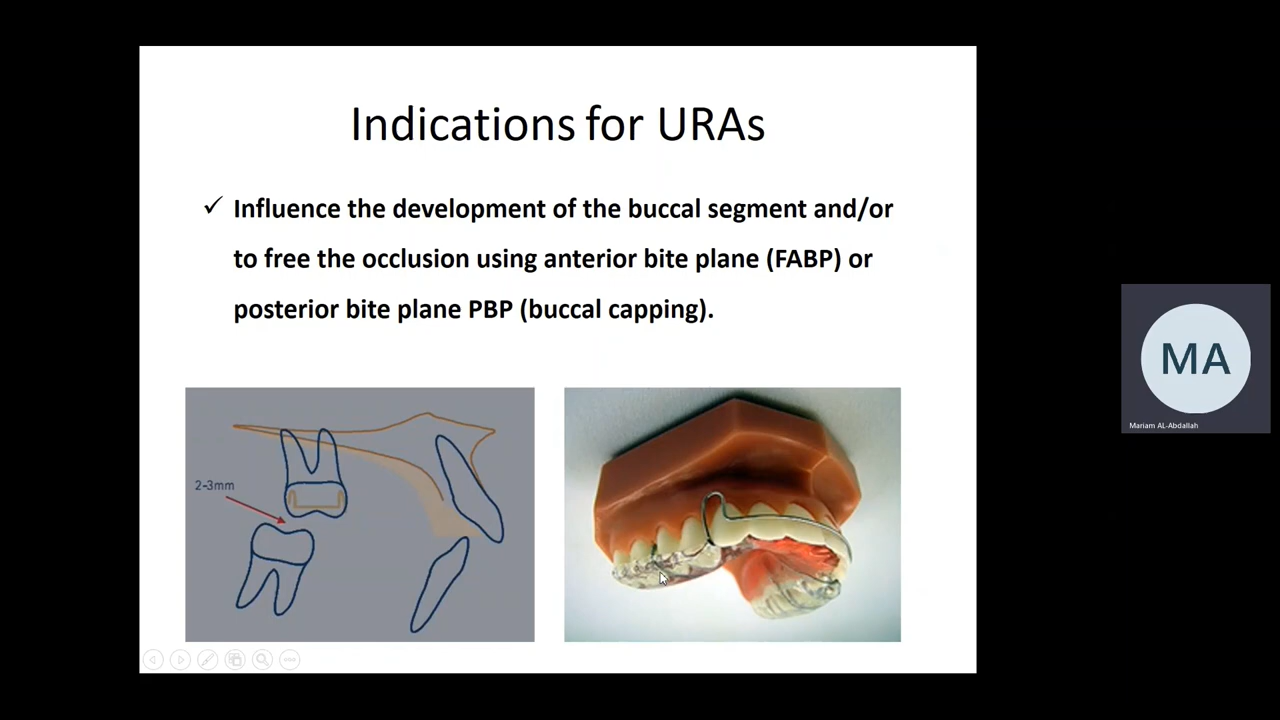 Indications for URAs
✓ Influence the development of the buccal segment and/or
to free the occlusion using anterior bite plane (FABP) or
posterior bite plane PBP (buccal capping).
2-3mm
MA
Mariam AL-Abdallah